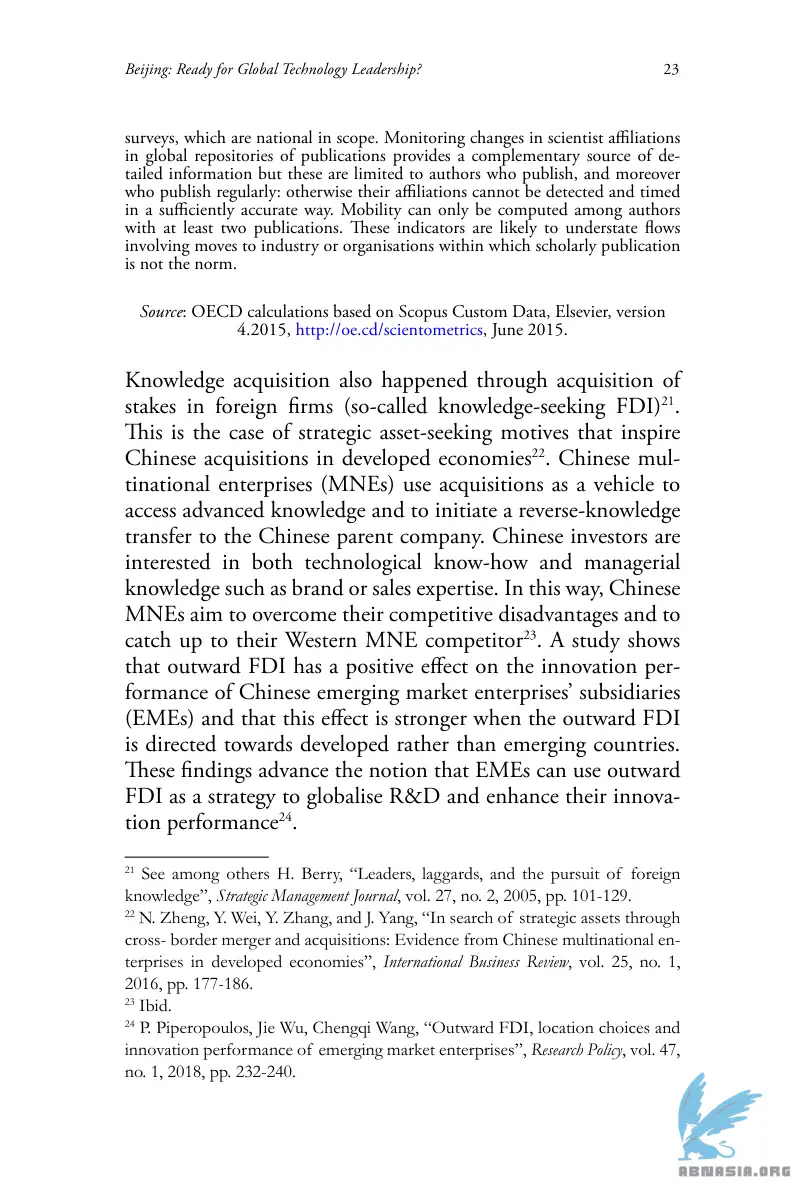 Beijing: Ready for Global Technology Leadership? 23
surveys, which are national in scope. Monitoring changes in scientist affiliations
in global repositories of publications provides a complementary source of de-
tailed information but these are limited to authors who publish, and moreover
who publish regularly: otherwise their affiliations cannot be detected and timed
in a sufficiently accurate way. Mobility can only be computed among authors
with at least two publications. These indicators are likely to understate flows
involving moves to industry or organisations within which scholarly publication
is not the norm.
Source: OECD calculations based on Scopus Custom Data, Elsevier, version
4.2015, http://oe.cd/scientometrics, June 2015.
Knowledge acquisition also happened through acquisition of
stakes in foreign firms (so-called knowledge-seeking FDI)21.
This is the case of strategic asset-seeking motives that inspire
Chinese acquisitions in developed economies22. Chinese mul-
tinational enterprises (MNEs) use acquisitions as a vehicle to
access advanced knowledge and to initiate a reverse-knowledge
transfer to the Chinese parent company. Chinese investors are
interested in both technological know-how and managerial
knowledge such as brand or sales expertise. In this way, Chinese
MNEs aim to overcome their competitive disadvantages and to
catch up to their Western MNE competitor23. A study shows
that outward FDI has a positive effect on the innovation per-
formance of Chinese emerging market enterprises’ subsidiaries
(EMEs) and that this effect is stronger when the outward FDI
is directed towards developed rather than emerging countries.
These findings advance the notion that EMEs can use outward
FDI as a strategy to globalise R&D and enhance their innova-
tion performance24.
21 See among others H. Berry, “Leaders, laggards, and the pursuit of foreign
knowledge”, Strategic Management Journal, vol. 27, no. 2, 2005, pp. 101-129.
22 N. Zheng, Y. Wei, Y. Zhang, and J. Yang, “In search of strategic assets through
cross- border merger and acquisitions: Evidence from Chinese multinational en-
terprises in developed economies”, International Business Review, vol. 25, no. 1,
2016, pp. 177-186.
23 Ibid.
24 P. Piperopoulos, Jie Wu, Chengqi Wang, “Outward FDI, location choices and
innovation performance of emerging market enterprises”, Research Policy, vol. 47,
no. 1, 2018, pp. 232-240.
ABNASIA.ORG